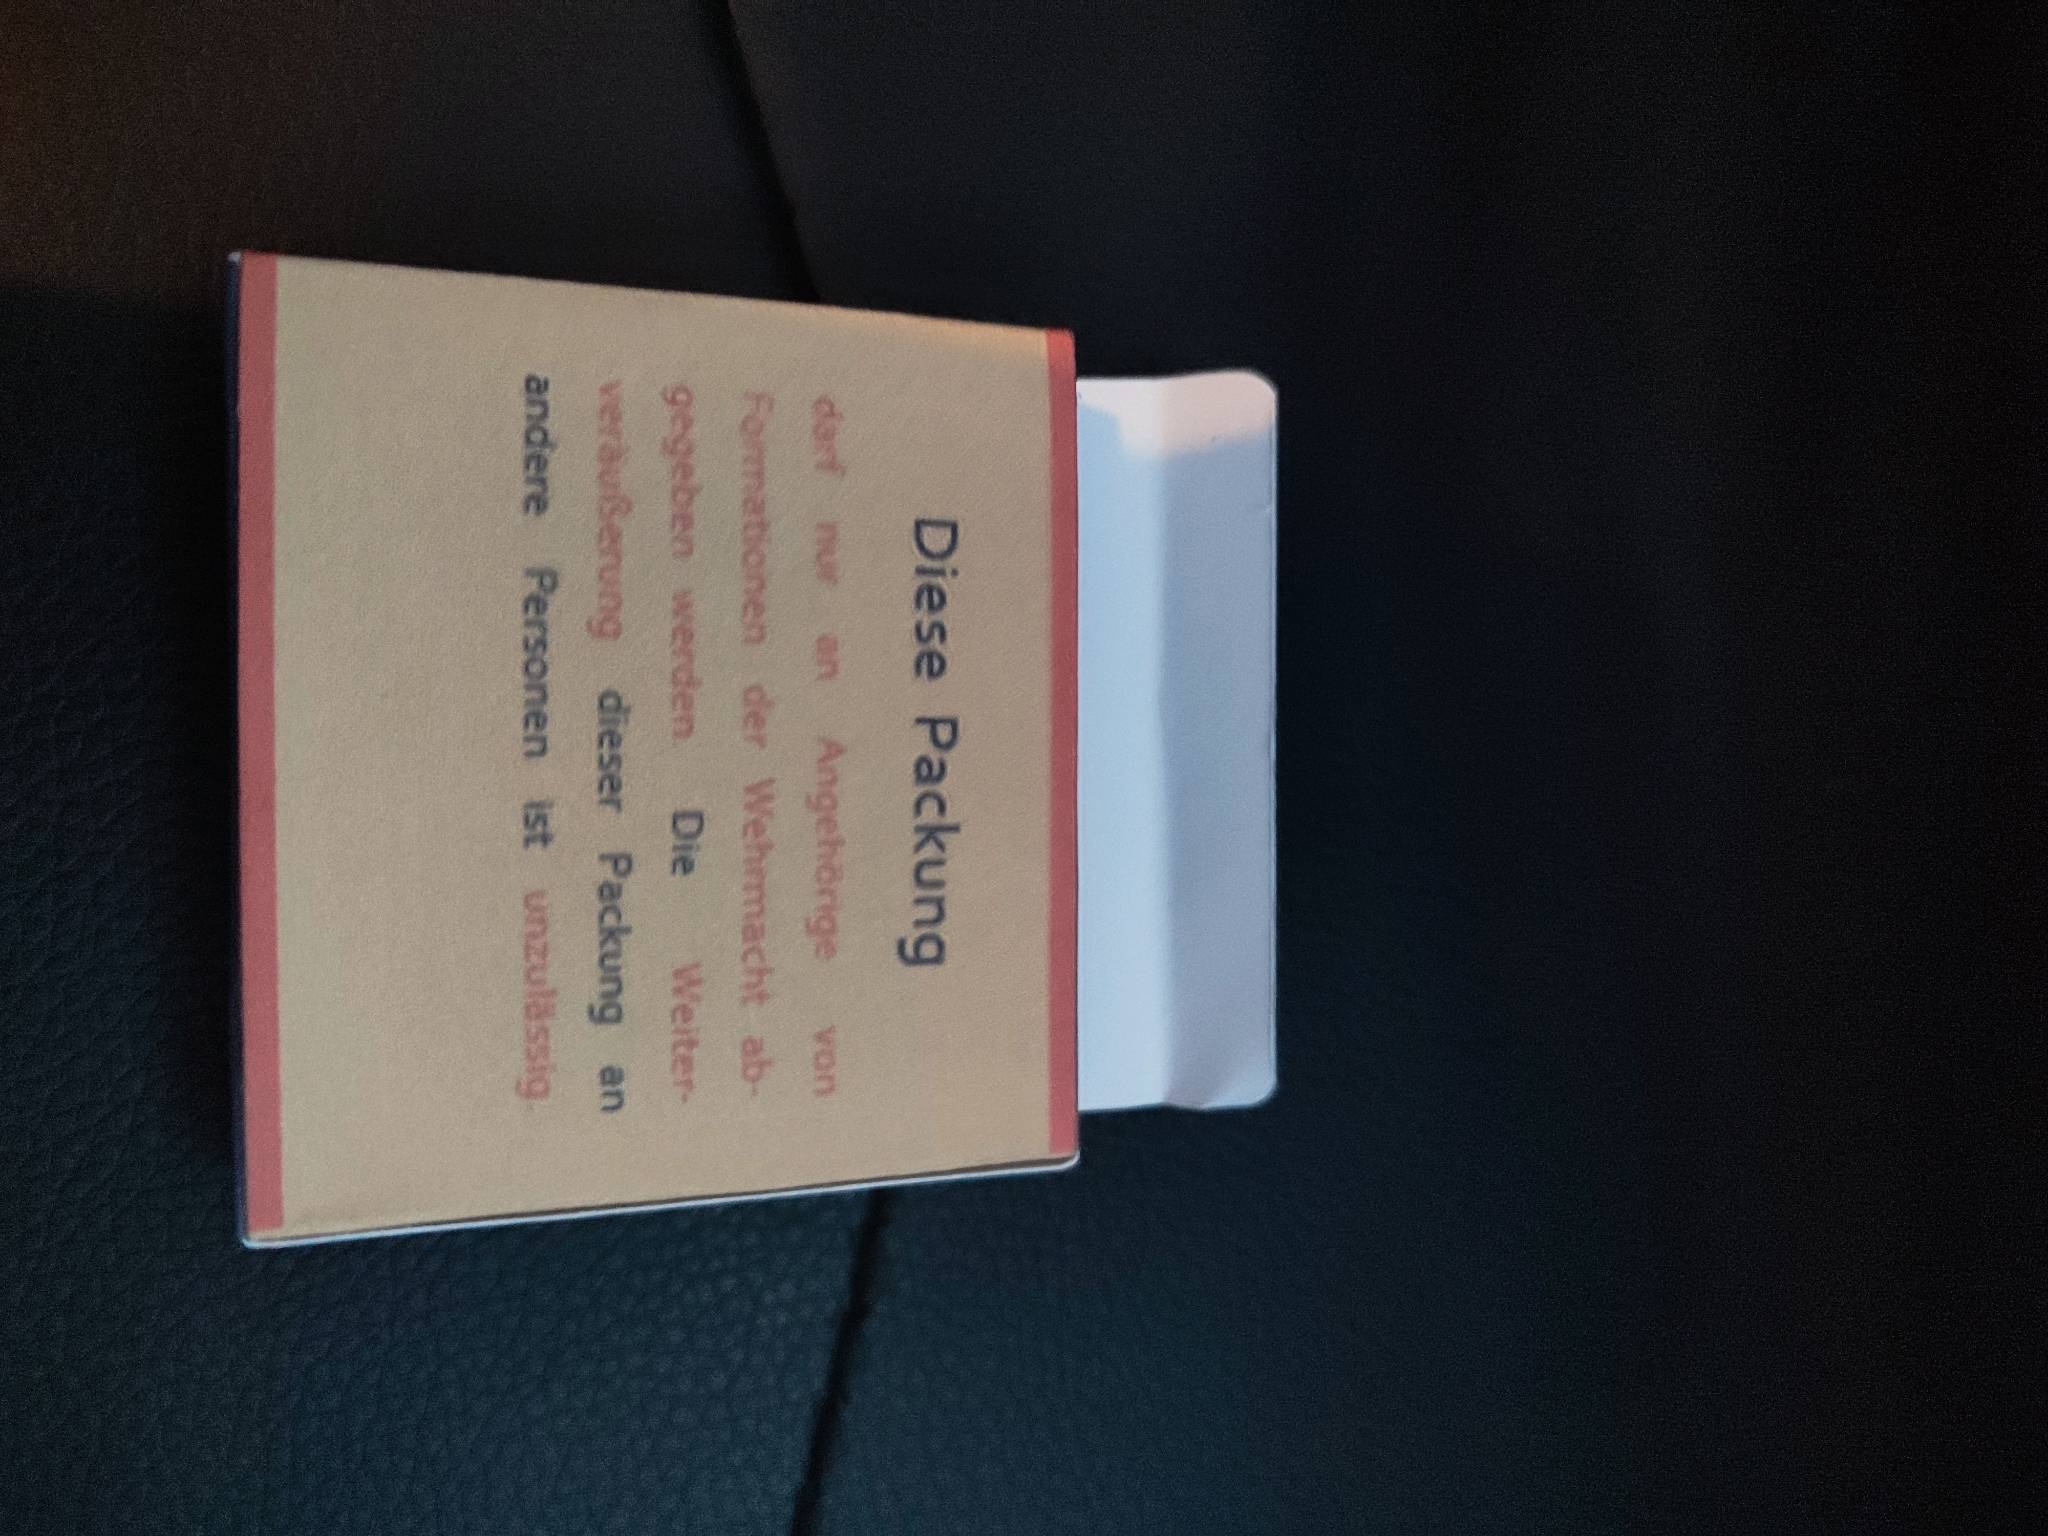 Diese Packung
darf nur an Angehörige von
Formationen der Wehrmacht ab-
gegeben werden. Die Weiter-
veräußerung dieser Packung an
andere Personen ist unzulässig.